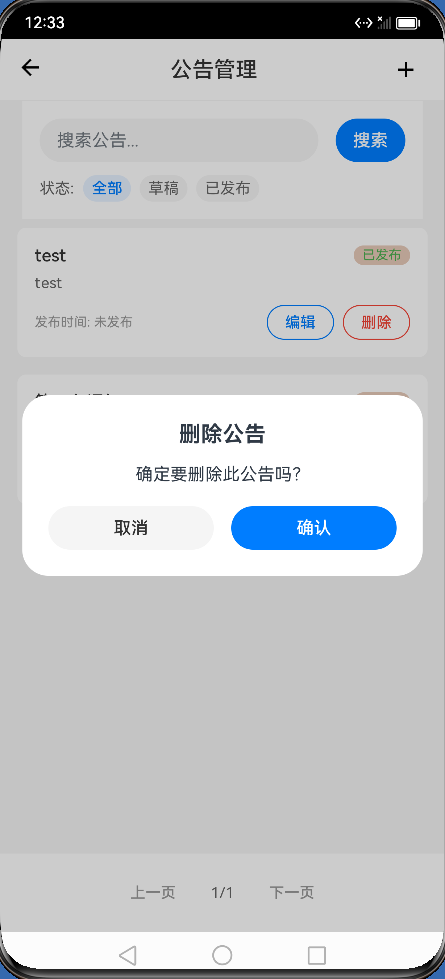 12:33
公告管理
搜索公告...
搜索
状态: 全部 草稿 已发布
test
已发布
test
发布时间: 未发布
编辑 删除
删除公告
确定要删除此公告吗?
取消 确认
上一页 1/1 下一页